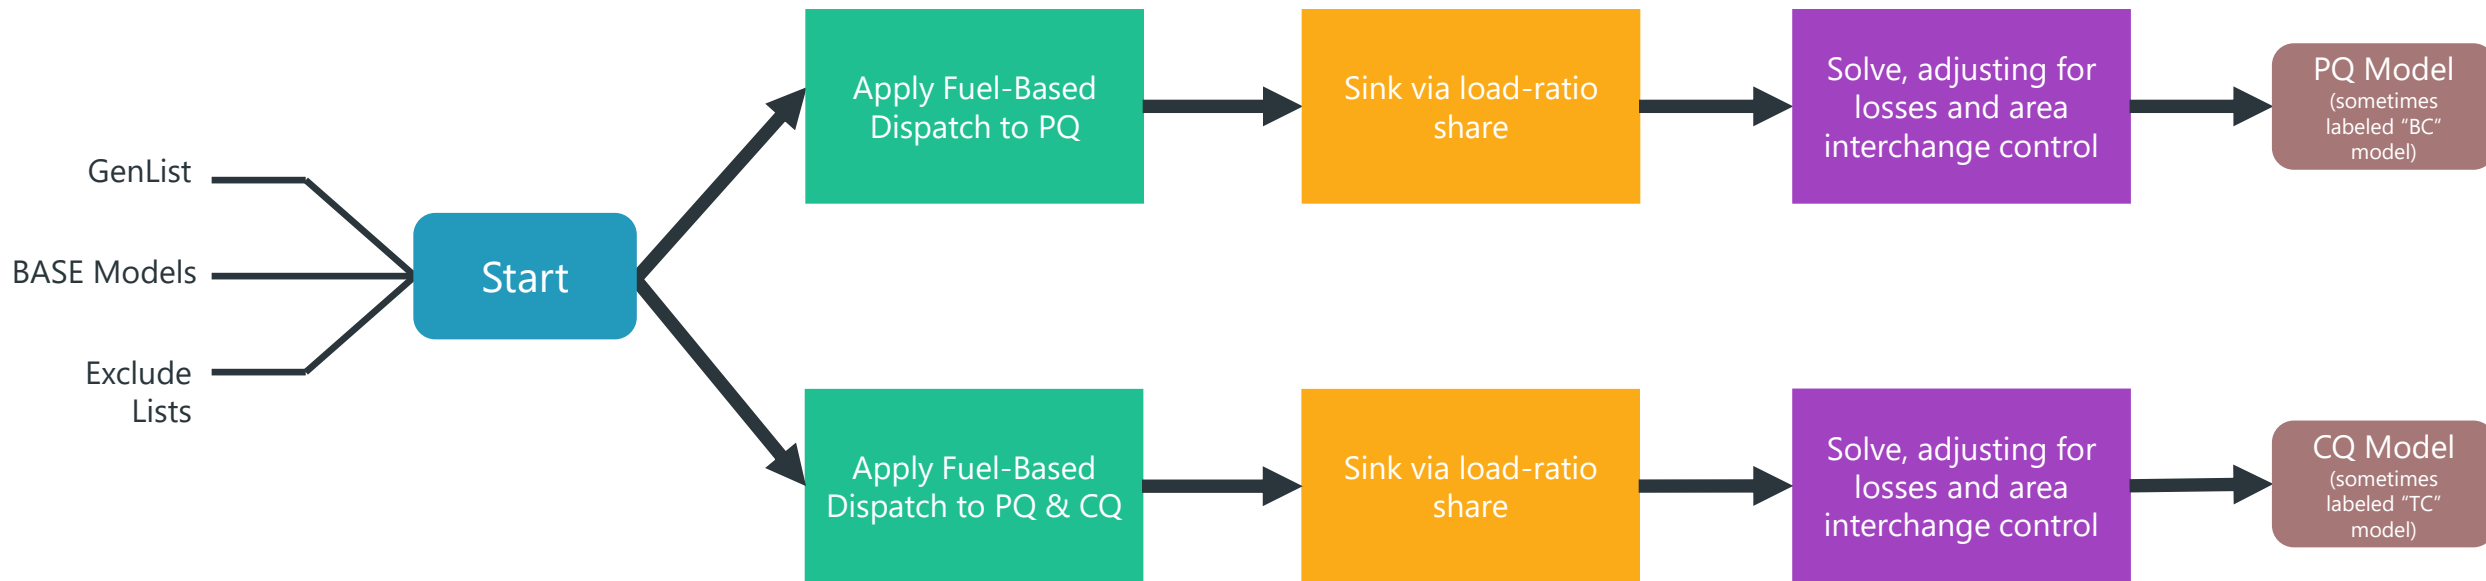 GenList
BASE Models
Exclude
Lists
Start
Apply Fuel-Based
Dispatch to PQ
Sink via load-ratio
share
Solve, adjusting for
losses and area
interchange control
PQ Model
(sometimes
labeled “BC”
model)
Apply Fuel-Based
Dispatch to PQ & CQ
Sink via load-ratio
share
Solve, adjusting for
losses and area
interchange control
CQ Model
(sometimes
labeled “TC”
model)